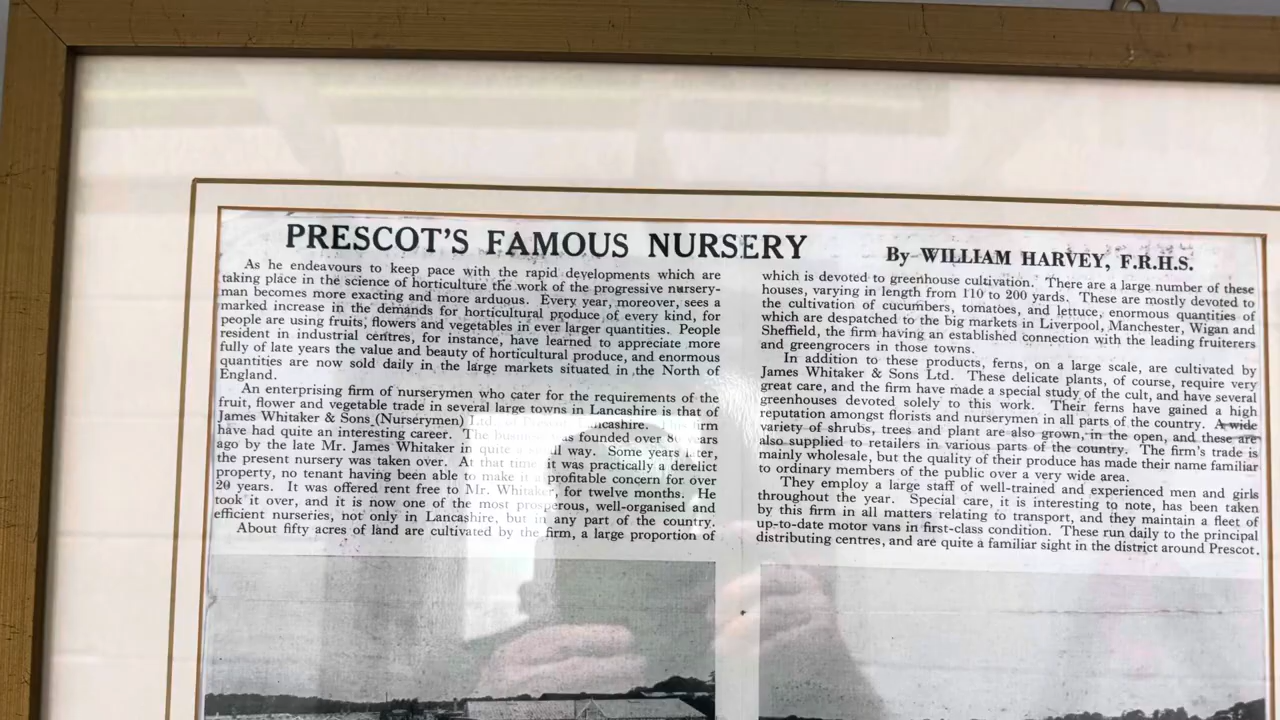 PRESCOT'S FAMOUS NURSERY
By WILLIAM HARVEY, F.R.H.S.
As he endeavours to keep pace with the rapid developments which are
taking place in the science of horticulture the work of the progressive nursery-
man becomes more exacting and more arduous. Every year, moreover, sees a
marked increase in the demands for horticultural produce of every kind, for
people are using fruits, flowers and vegetables in ever larger quantities. People
resident in industrial centres, for instance, have learned to appreciate more
fully of late years the value and beauty of horticultural produce, and enormous
quantities are now sold daily in the large markets situated in the North of
England.
An enterprising firm of nurserymen who cater for the requirements of the
fruit, flower and vegetable trade in several large towns in Lancashire is that of
James Whitaker & Sons (Nurserymen) Ltd., of Prescot, Lancashire. This firm
have had quite an interesting career. The business was founded over 80 years
ago by the late Mr. James Whitaker in quite a small way. Some years later,
the present nursery was taken over. At that time it was practically a derelict
property, no tenant having been able to make it a profitable concern for over
20 years. It was offered rent free to Mr. Whitaker, for twelve months. He
took it over, and it is now one of the most prosperous, well-organised and
efficient nurseries, not only in Lancashire, but in any part of the country.
About fifty acres of land are cultivated by the firm, a large proportion of
which is devoted to greenhouse cultivation. There are a large number of these
houses, varying in length from 110 to 200 yards. These are mostly devoted to
the cultivation of cucumbers, tomatoes, and lettuce, enormous quantities of
which are despatched to the big markets in Liverpool, Manchester, Wigan and
Sheffield, the firm having an established connection with the leading fruiterers
and greengrocers in those towns.
In addition to these products, ferns, on a large scale, are cultivated by
James Whitaker & Sons Ltd. These delicate plants, of course, require very
great care, and the firm have made a special study of the cult, and have several
greenhouses devoted solely to this work. Their ferns have gained a high
reputation amongst florists and nurserymen in all parts of the country. A wide
variety of shrubs, trees and plant are also grown, in the open, and these are
also supplied to retailers in various parts of the country. The firm's trade is
mainly wholesale, but the quality of their produce has made their name familiar
to ordinary members of the public over a very wide area.
They employ a large staff of well-trained and experienced men and girls
throughout the year. Special care, it is interesting to note, has been taken
by this firm in all matters relating to transport, and they maintain a fleet of
up-to-date motor vans in first-class condition. These run daily to the principal
distributing centres, and are quite a familiar sight in the district around Prescot.